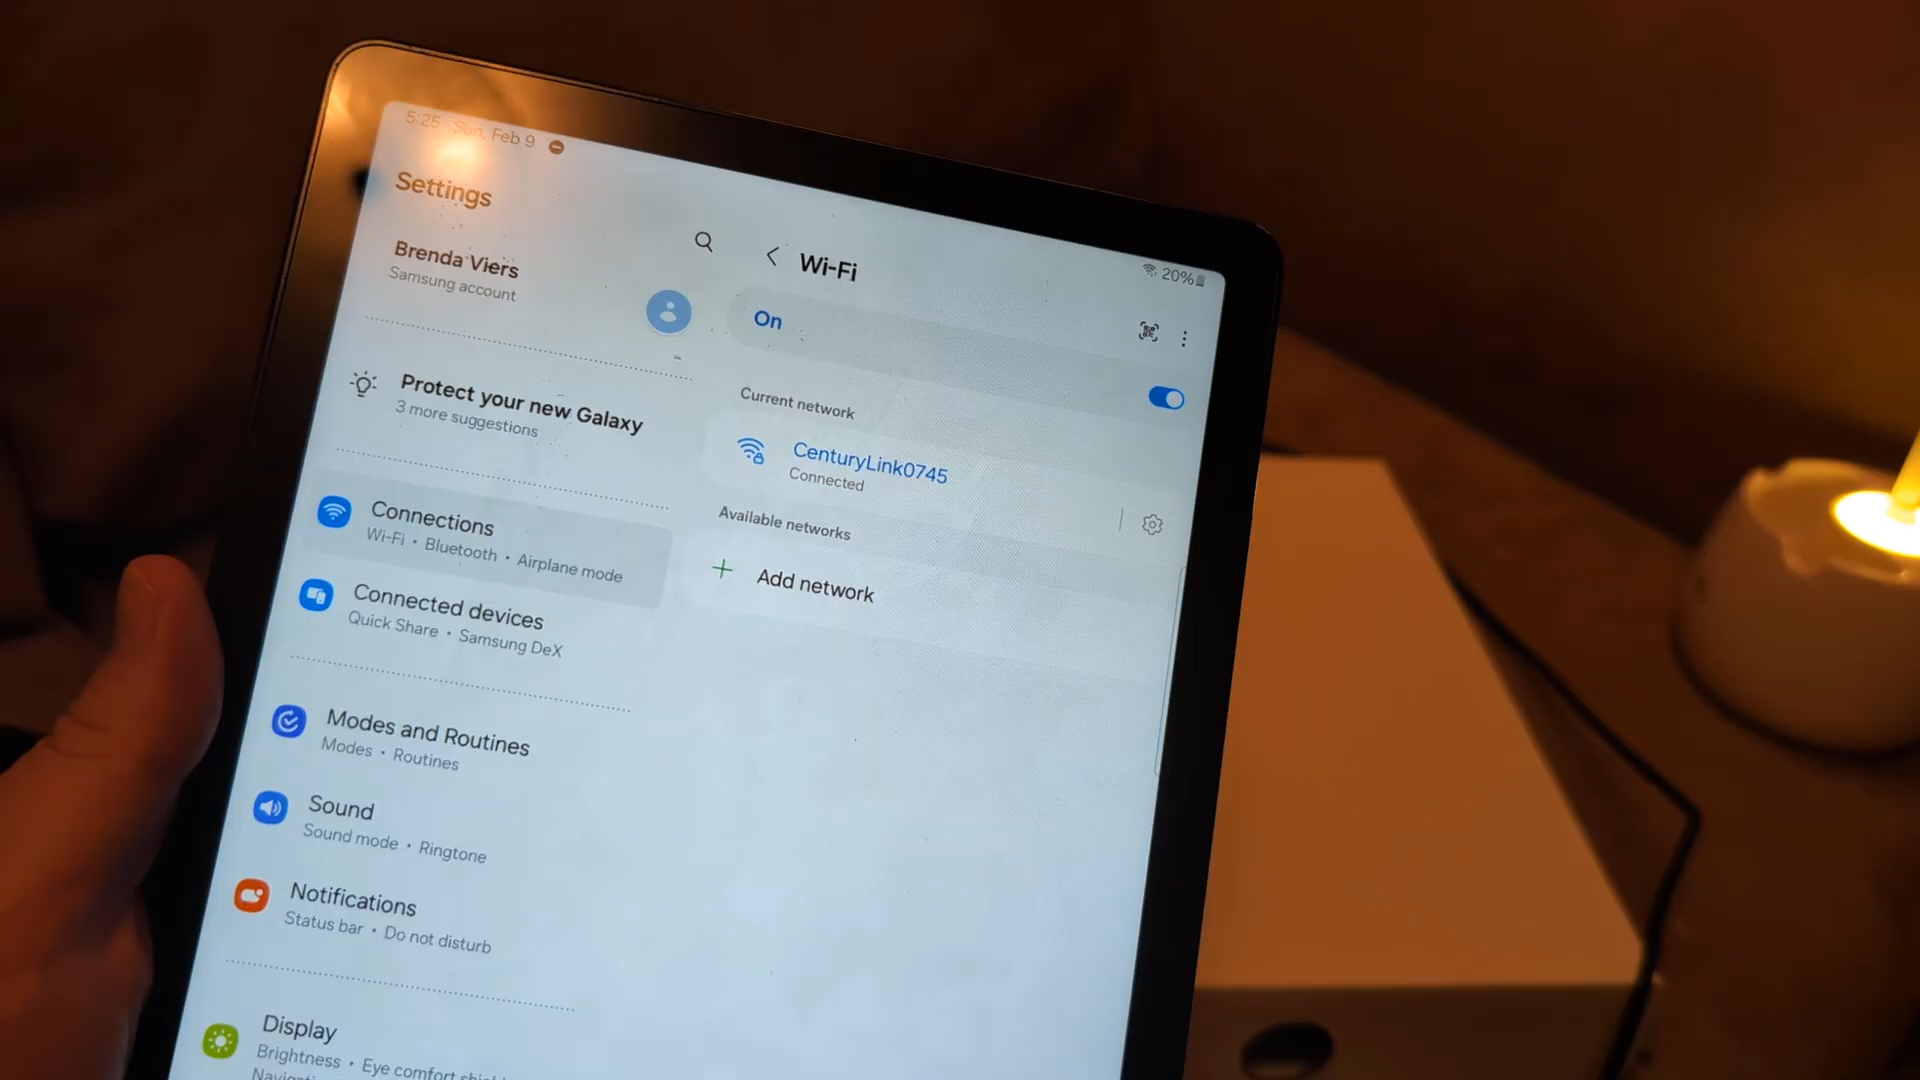 5:25 Sun, Feb 9
20%
Settings
Brenda Viers
Samsung account
Protect your new Galaxy
3 more suggestions
Connections
Wi-Fi • Bluetooth • Airplane mode
Connected devices
Quick Share • Samsung DeX
Modes and Routines
Modes • Routines
Sound
Sound mode • Ringtone
Notifications
Status bar • Do not disturb
Display
Brightness • Eye comfort
Wi-Fi
On
Current network
CenturyLink0745
Connected
Available networks
Add network